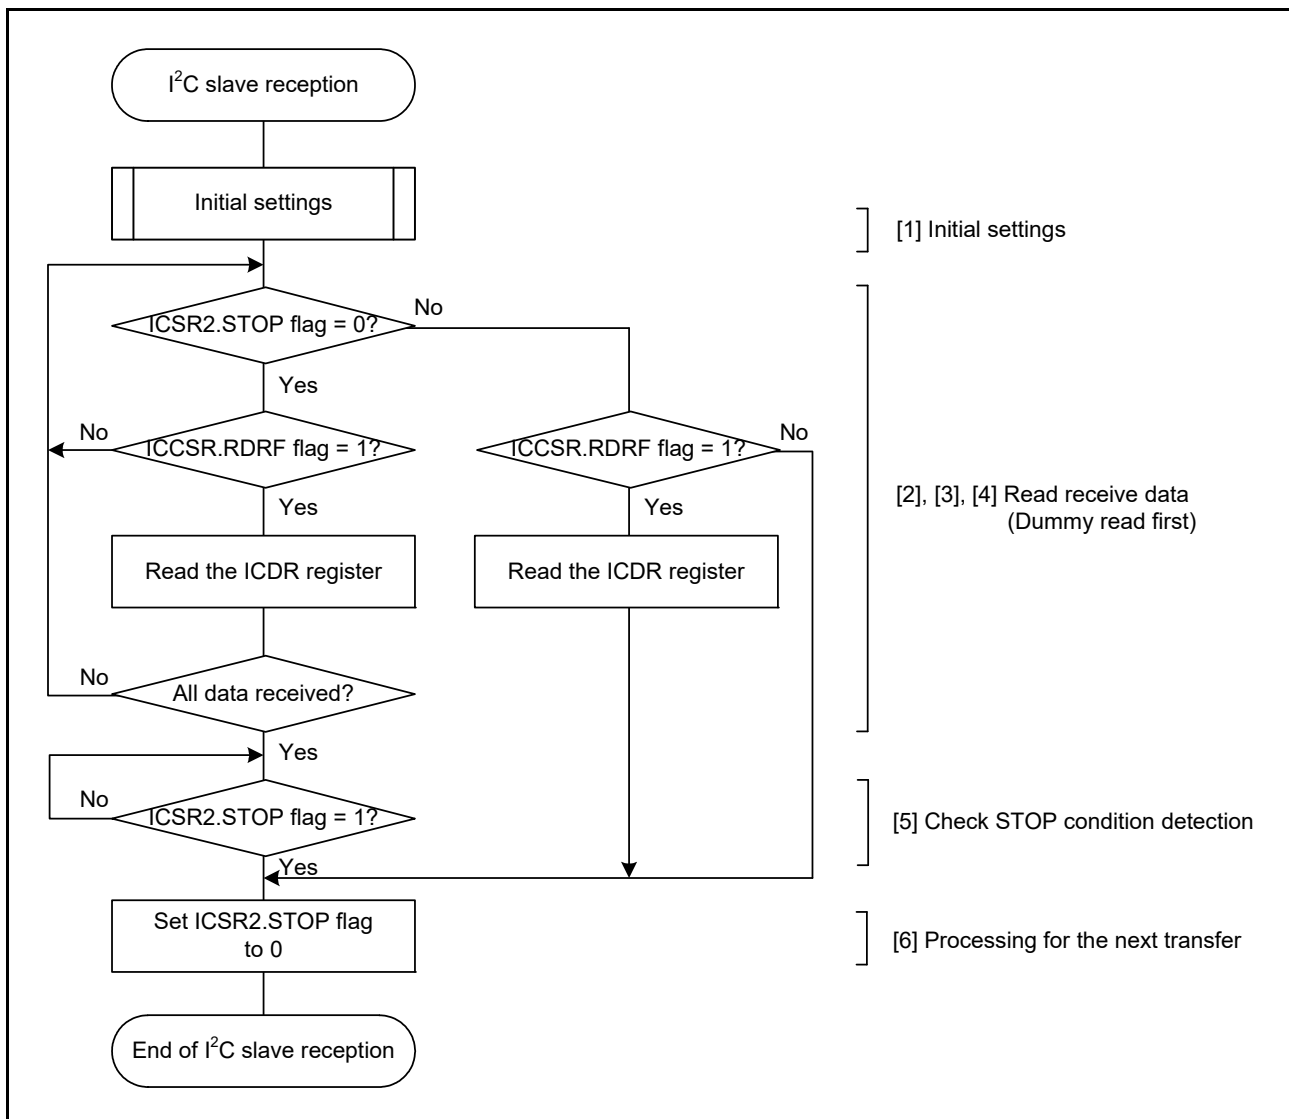 I²C slave reception
Initial settings
[1] Initial settings
ICSR2.STOP flag = 0?
No
Yes
No
ICCSR.RDRF flag = 1?
ICCSR.RDRF flag = 1?
No
Yes
Yes
[2], [3], [4] Read receive data
(Dummy read first)
Read the ICDR register
Read the ICDR register
No
All data received?
Yes
No
ICSR2.STOP flag = 1?
[5] Check STOP condition detection
Yes
Set ICSR2.STOP flag
to 0
[6] Processing for the next transfer
End of I²C slave reception